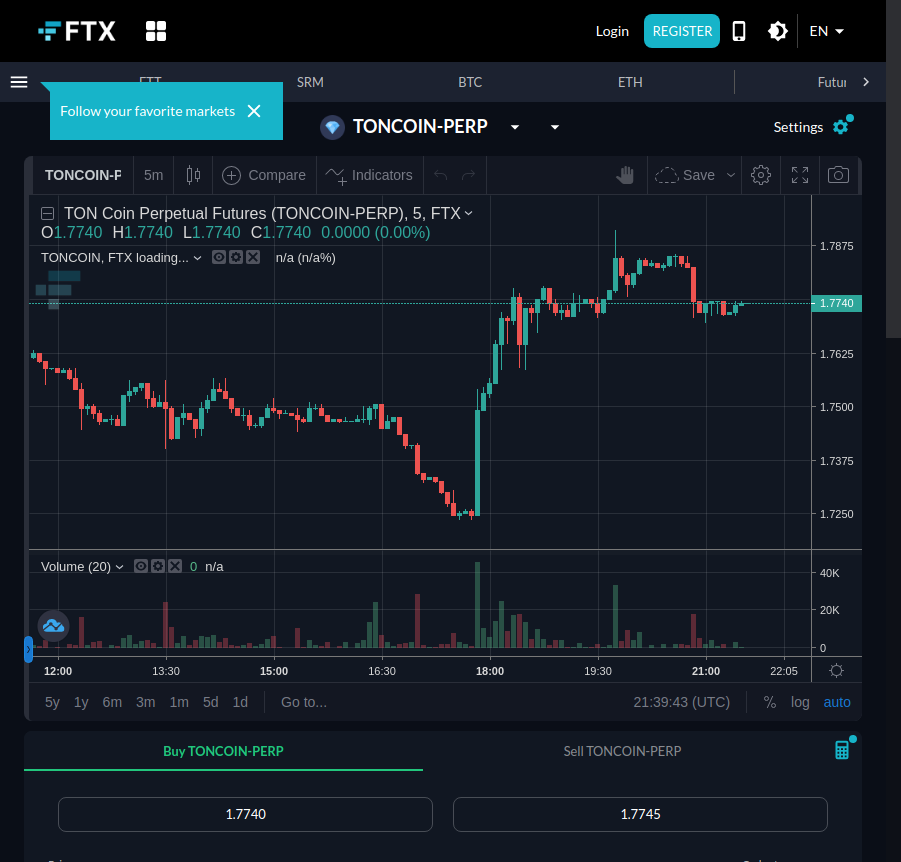 FTX
Login
REGISTER
EN
FTT
SRM
BTC
ETH
Futur
Follow your favorite markets
TONCOIN-PERP
Settings
TONCOIN-P
5m
Compare
Indicators
Save
TON Coin Perpetual Futures (TONCOIN-PERP), 5, FTX
O1.7740 H1.7740 L1.7740 C1.7740 0.0000 (0.00%)
TONCOIN, FTX loading... n/a (n/a%)
1.7875
1.7740
1.7625
1.7500
1.7375
1.7250
Volume (20) 0 n/a
40K
20K
0
12:00 13:30 15:00 16:30 18:00 19:30 21:00 22:05
5y 1y 6m 3m 1m 5d 1d Go to... 21:39:43 (UTC) % log auto
Buy TONCOIN-PERP
Sell TONCOIN-PERP
1.7740
1.7745